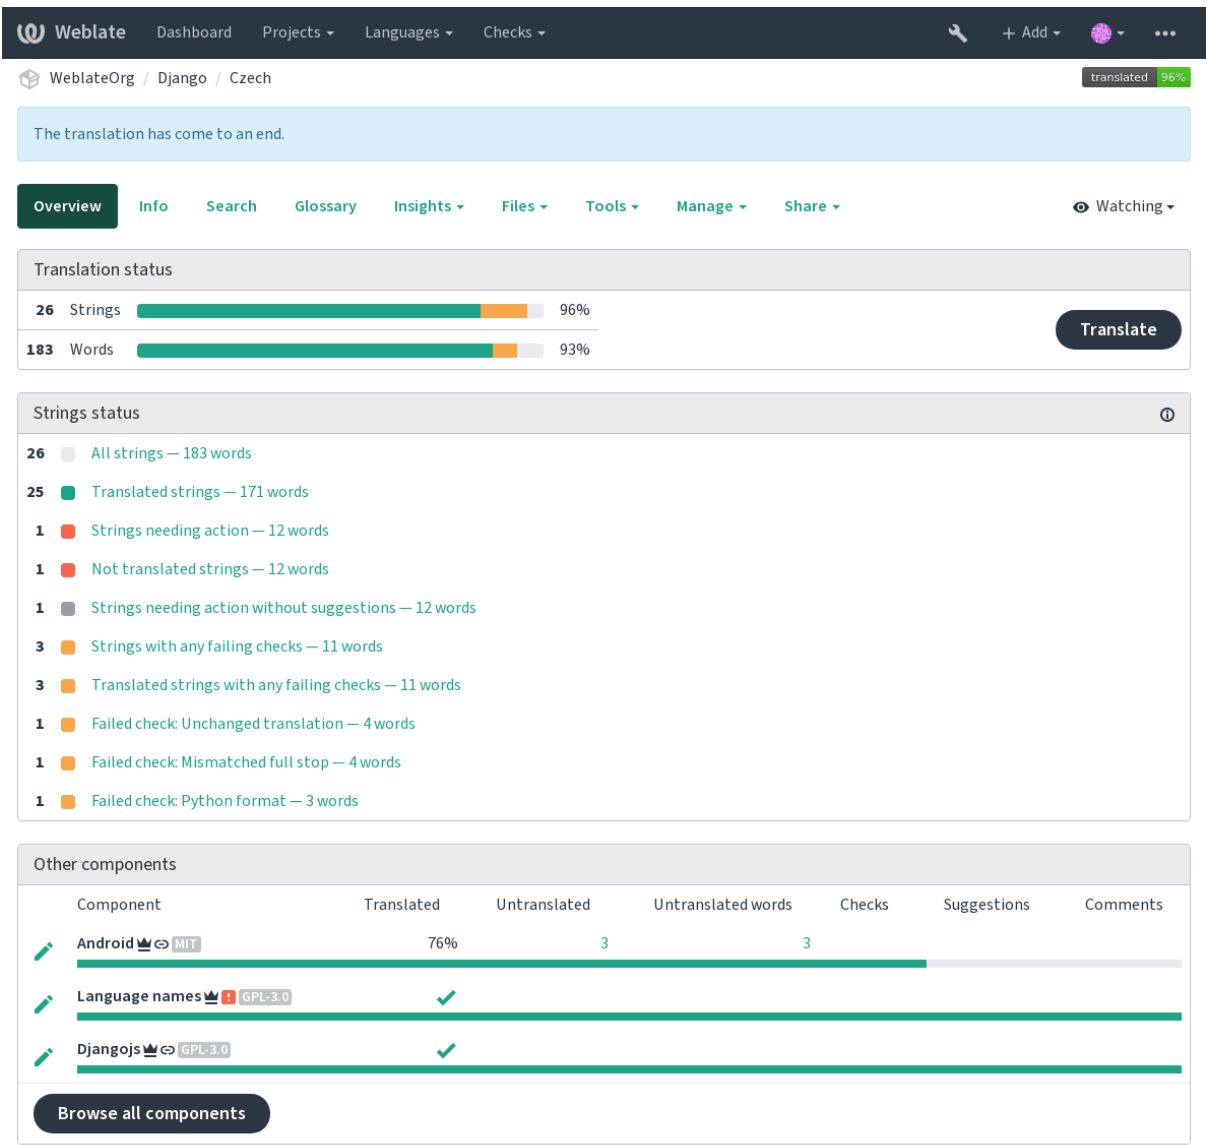 Weblate Dashboard Projects Languages Checks Add
WeblateOrg / Django / Czech translated 96%
The translation has come to an end.
Overview Info Search Glossary Insights Files Tools Manage Share Watching
Translation status
26 Strings 96%
Translate
183 Words 93%
Strings status
26 All strings — 183 words
25 Translated strings — 171 words
1 Strings needing action — 12 words
1 Not translated strings — 12 words
1 Strings needing action without suggestions — 12 words
3 Strings with any failing checks — 11 words
3 Translated strings with any failing checks — 11 words
1 Failed check: Unchanged translation — 4 words
1 Failed check: Mismatched full stop — 4 words
1 Failed check: Python format — 3 words
Other components
Component Translated Untranslated Untranslated words Checks Suggestions Comments
Android MIT 76% 3 3
Language names GPL-3.0
Djangojs GPL-3.0
Browse all components